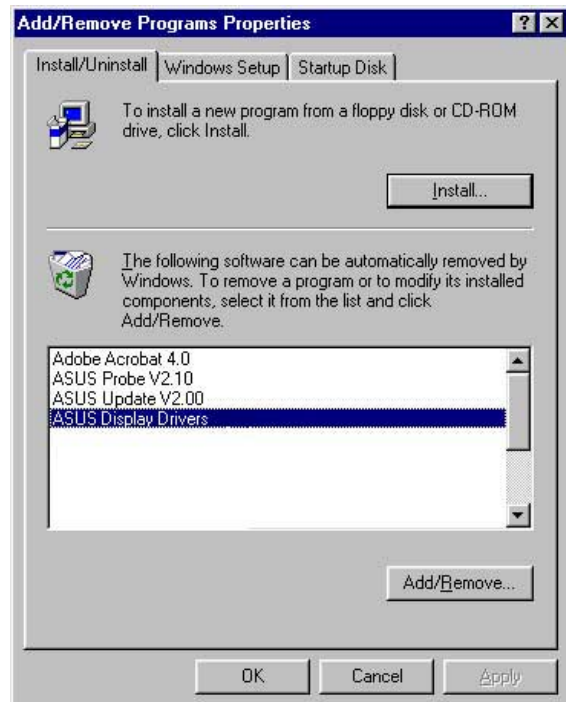 Add/Remove Programs Properties
Install/Uninstall Windows Setup Startup Disk
To install a new program from a floppy disk or CD-ROM
drive, click Install.
Install...
The following software can be automatically removed by
Windows. To remove a program or to modify its installed
components, select it from the list and click
Add/Remove.
Adobe Acrobat 4.0
ASUS Probe V2.10
ASUS Update V2.00
ASUS Display Drivers
Add/Remove...
OK Cancel Apply